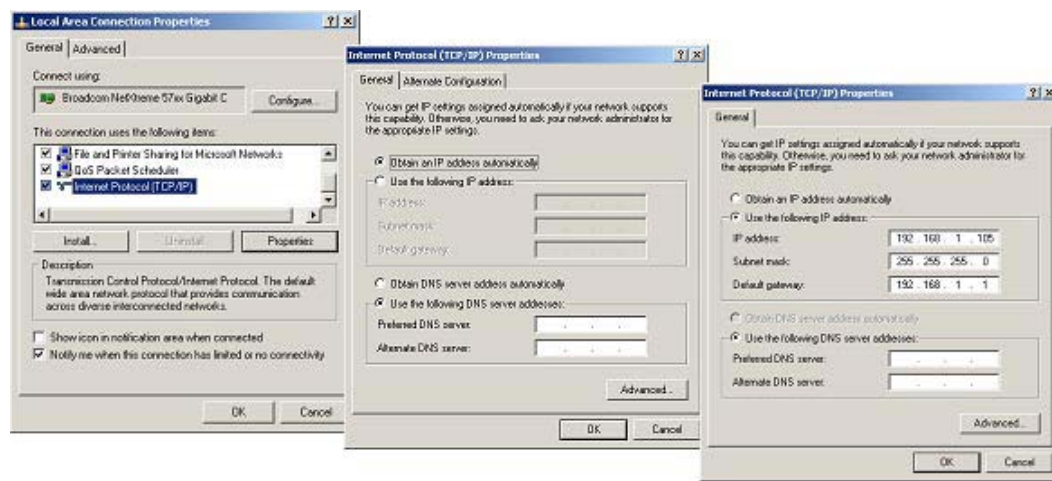 Local Area Connection Properties
General
Advanced
Connect using:
Broadcom NetXtreme 57xx Gigabit C
Configure...
This connection uses the following items:
File and Printer Sharing for Microsoft Networks
QoS Packet Scheduler
Internet Protocol (TCP/IP)
Install...
Uninstall
Properties
Description
Transmission Control Protocol/Internet Protocol. The default
wide area network protocol that provides communication
across diverse interconnected networks.
Show icon in notification area when connected
Notify me when this connection has limited or no connectivity
OK
Cancel
Internet Protocol (TCP/IP) Properties
General
Alternate Configuration
You can get IP settings assigned automatically if your network supports
this capability. Otherwise, you need to ask your network administrator for
the appropriate IP settings.
Obtain an IP address automatically
Use the following IP address:
IP address:
Subnet mask:
Default gateway:
Obtain DNS server address automatically
Use the following DNS server addresses:
Preferred DNS server:
Alternate DNS server:
Advanced...
OK
Cancel
Internet Protocol (TCP/IP) Properties
General
You can get IP settings assigned automatically if your network supports
this capability. Otherwise, you need to ask your network administrator for
the appropriate IP settings.
Obtain an IP address automatically
Use the following IP address:
IP address: 192 . 168 . 1 . 105
Subnet mask: 255 . 255 . 255 . 0
Default gateway: 192 . 168 . 1 . 1
Obtain DNS server address automatically
Use the following DNS server addresses:
Preferred DNS server:
Alternate DNS server:
Advanced...
OK
Cancel